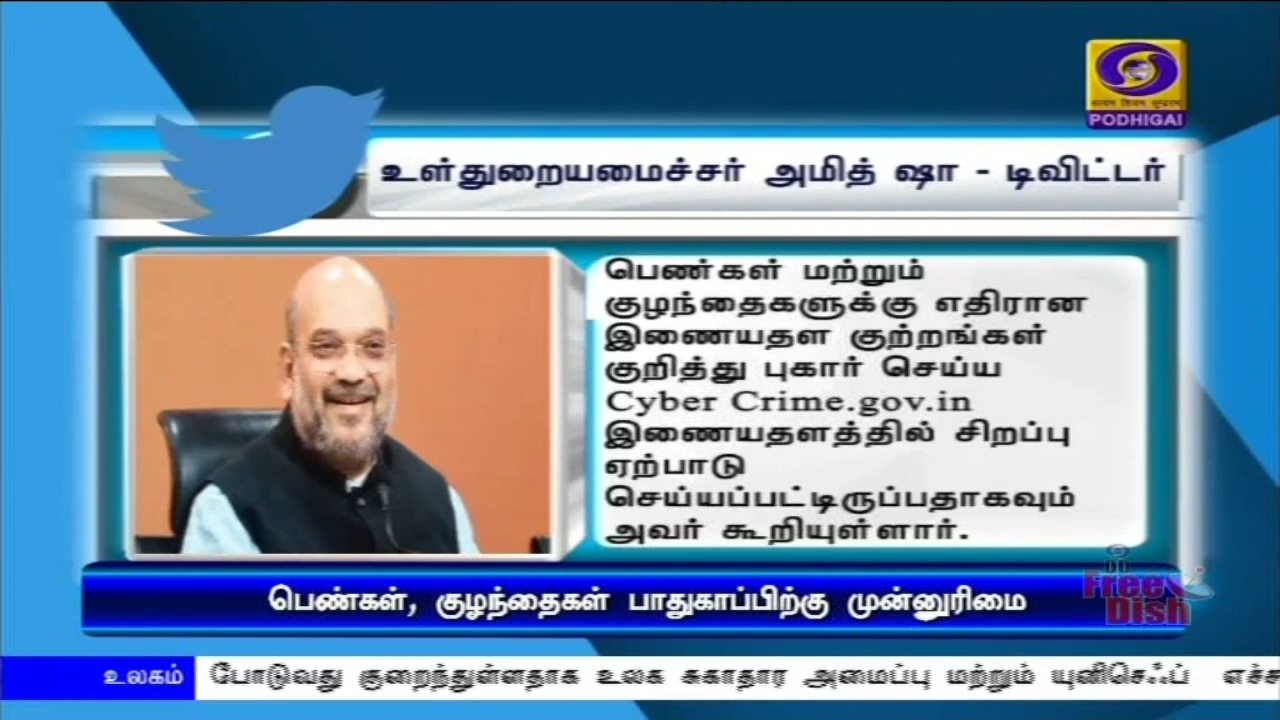 PODHIGAI
உள்துறையமைச்சர் அமித் ஷா - டிவிட்டர்
பெண்கள் மற்றும்
குழந்தைகளுக்கு எதிரான
இணையதள குற்றங்கள்
குறித்து புகார் செய்ய
Cyber Crime.gov.in
இணையதளத்தில் சிறப்பு
ஏற்பாடு
செய்யப்பட்டிருப்பதாகவும்
அவர் கூறியுள்ளார்.
பெண்கள், குழந்தைகள் பாதுகாப்பிற்கு முன்னுரிமை
DD
Free
Dish
உலகம் போடுவது குறைந்துள்ளதாக உலக சுகாதார அமைப்பு மற்றும் யுனிசெஃப்